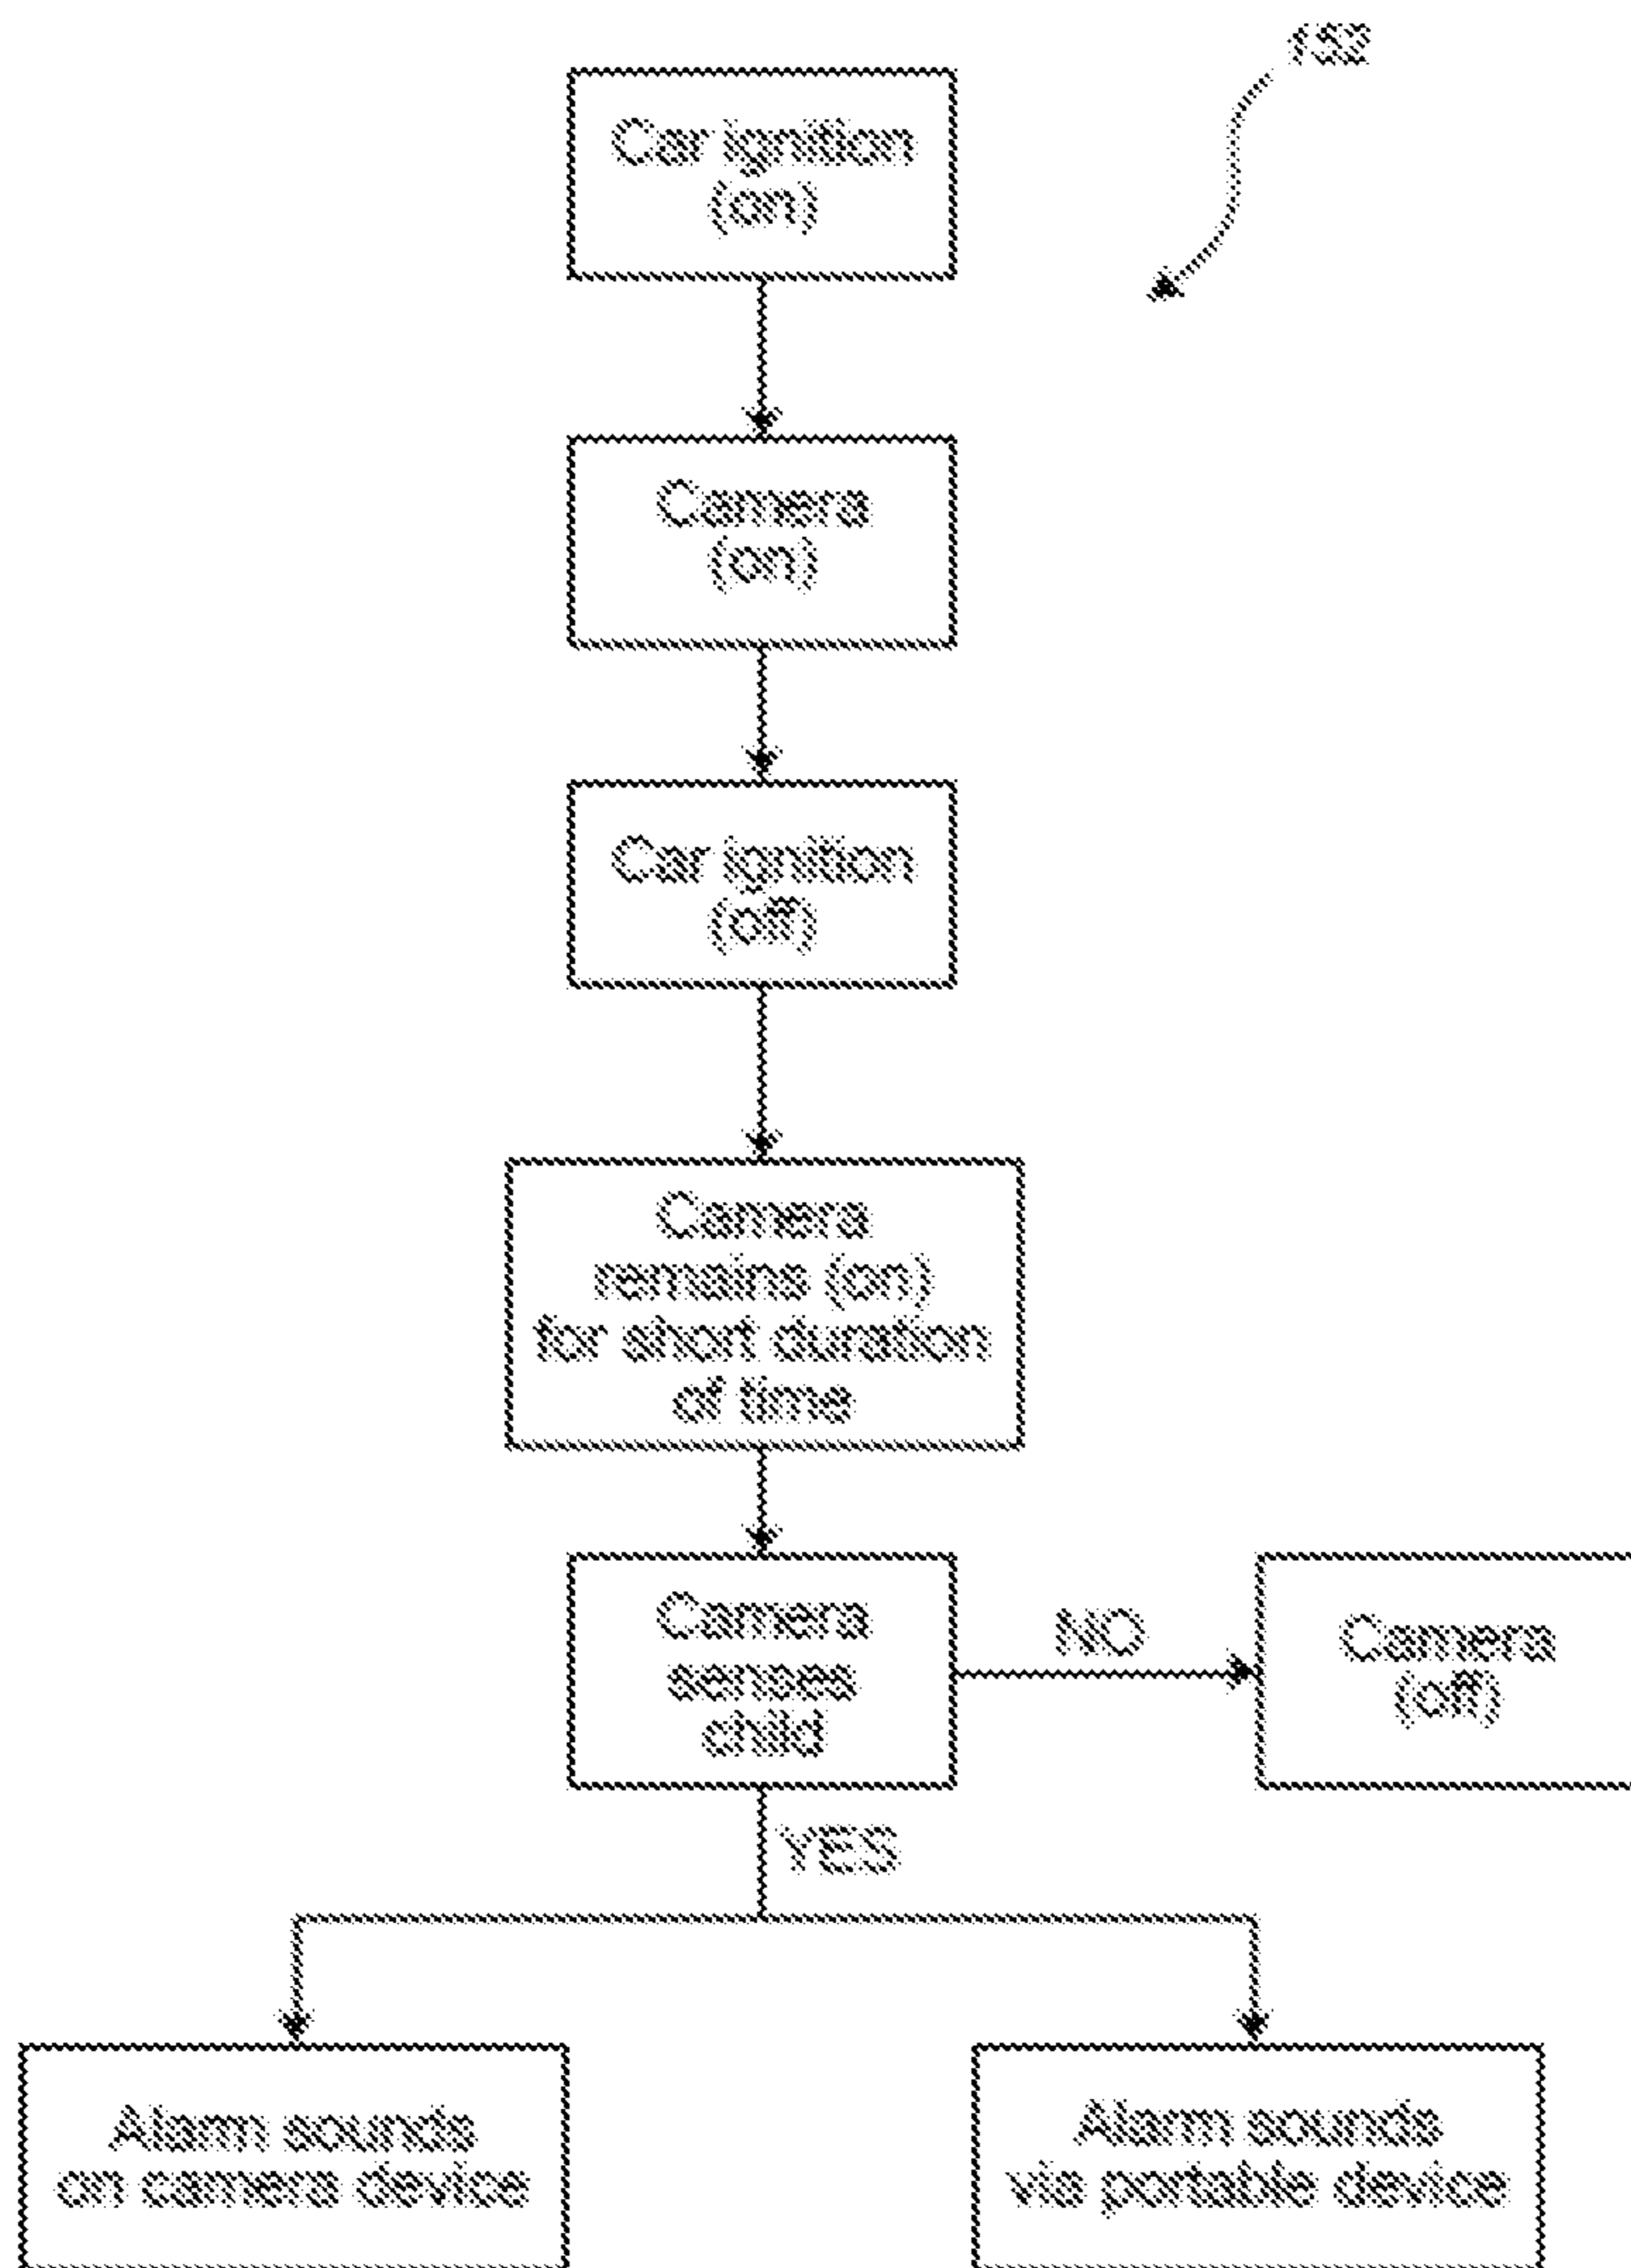 152
Car ignition
(on)
Camera
(on)
Car ignition
(off)
Camera
remains (on)
for short duration
of time
Camera
senses
child
NO
Camera
(off)
YES
Alarm sounds
on camera device
Alarm sounds
via portable device